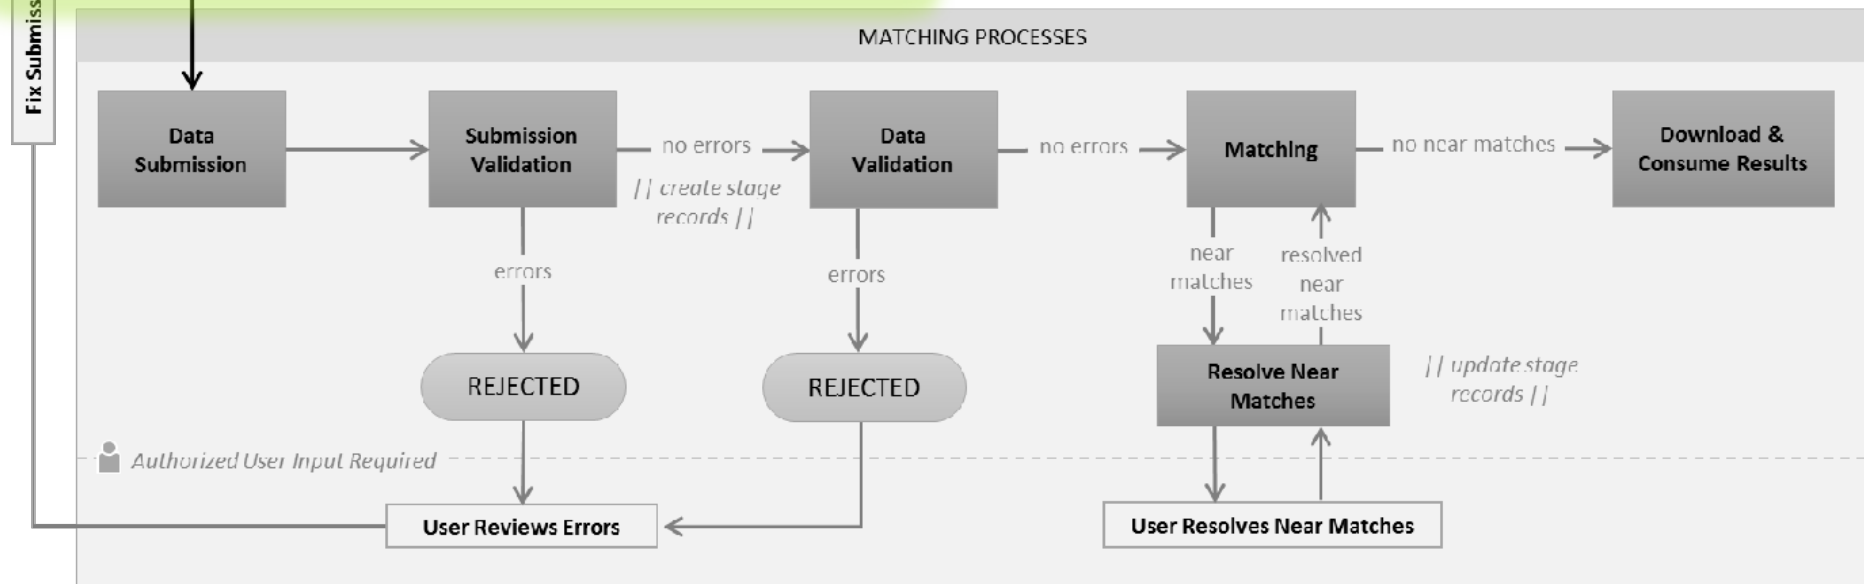 Fix Submiss
MATCHING PROCESSES
Data
Submission
Submission
Validation
no errors
|| create stage
records ||
Data
Validation
no errors
Matching
no near matches
Download &
Consume Results
errors
errors
near
matches
resolved
near
matches
REJECTED
REJECTED
Resolve Near
Matches
|| update stage
records ||
Authorized User Input Required
User Reviews Errors
User Resolves Near Matches